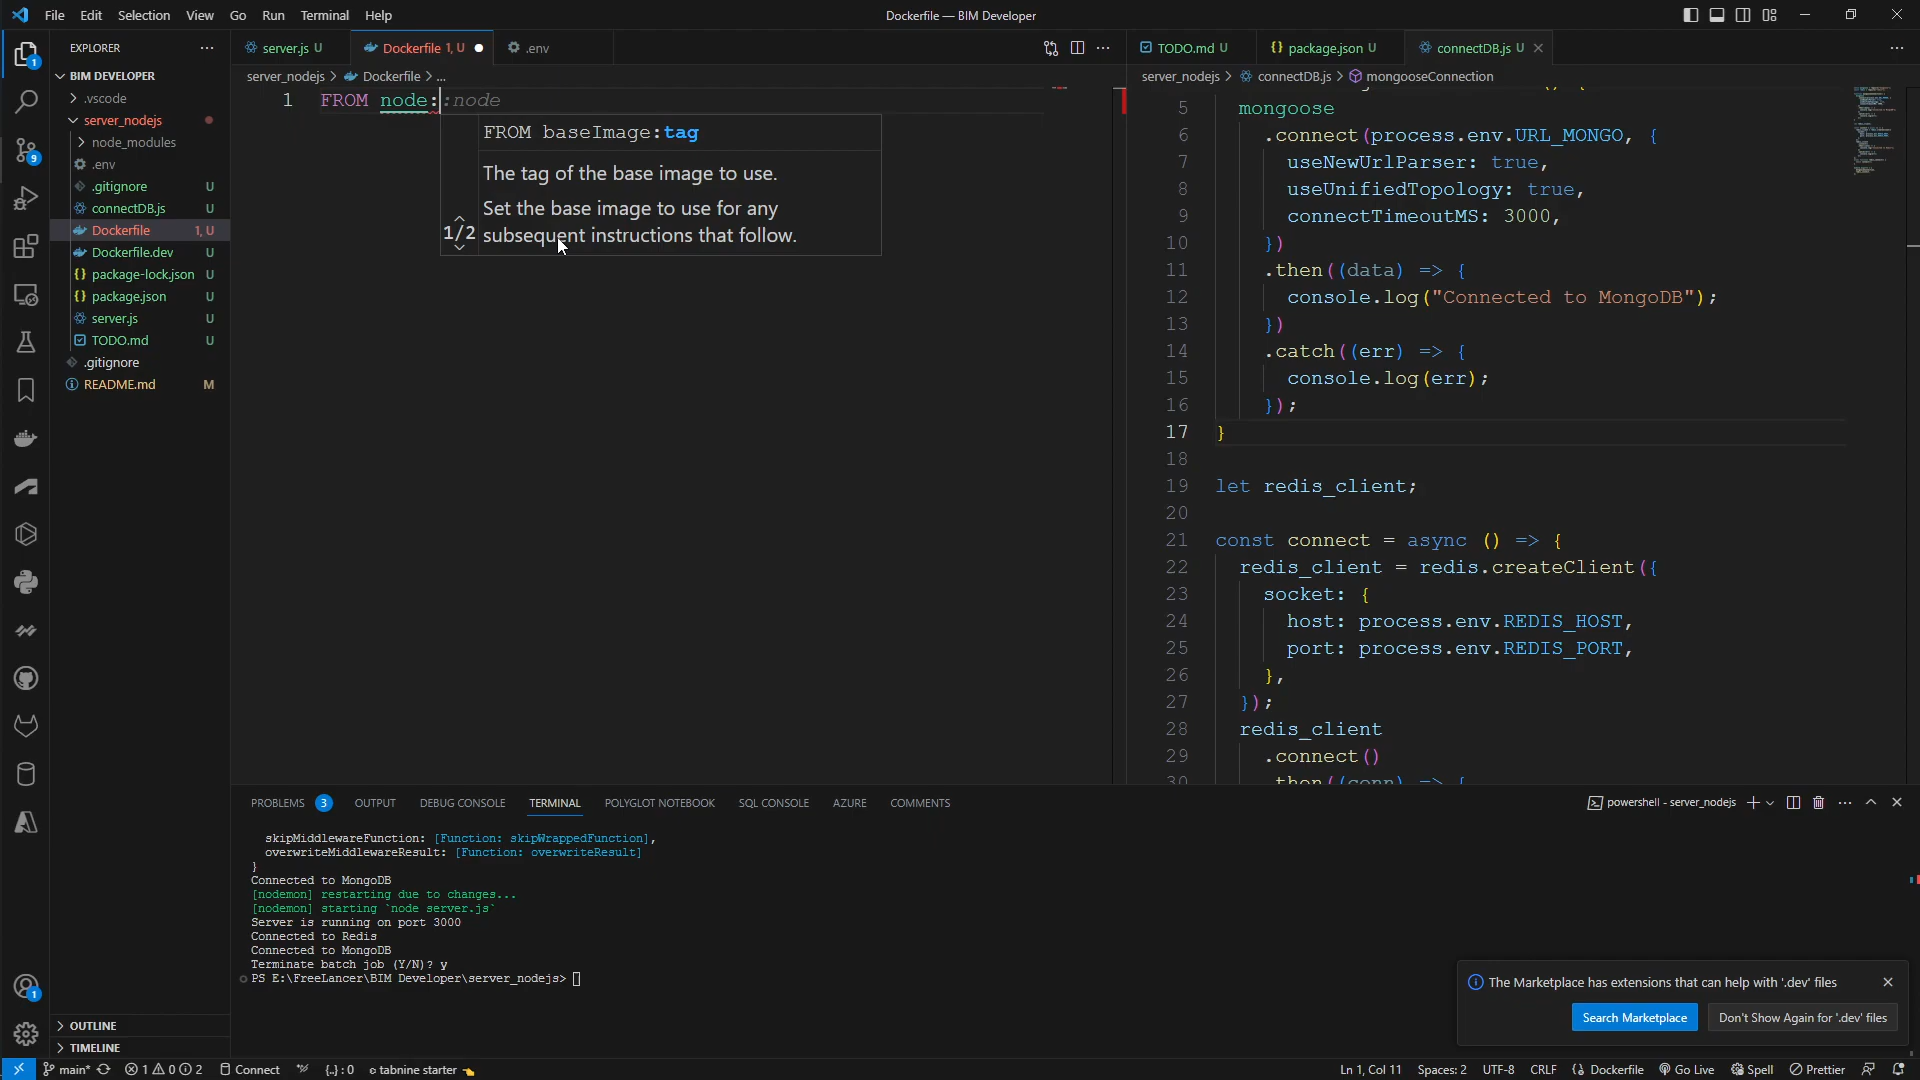 File Edit Selection View Go Run Terminal Help
Dockerfile — BIM Developer
EXPLORER
BIM DEVELOPER
.vscode
server_nodejs
node_modules
.env
.gitignore U
connectDB.js U
Dockerfile 1, U
Dockerfile.dev U
package-lock.json U
package.json U
server.js U
TODO.md U
.gitignore
README.md M
OUTLINE
TIMELINE
1
9
1
server.js U
Dockerfile 1, U
.env
server_nodejs > Dockerfile > ...
1 FROM node::node
FROM baseImage:tag
The tag of the base image to use.
Set the base image to use for any
1/2 subsequent instructions that follow.
TODO.md U
package.json U
connectDB.js U
server_nodejs > connectDB.js > mongooseConnection
5 mongoose
6 .connect(process.env.URL_MONGO, {
7 useNewUrlParser: true,
8 useUnifiedTopology: true,
9 connectTimeoutMS: 3000,
10 })
11 .then((data) => {
12 console.log("Connected to MongoDB");
13 })
14 .catch((err) => {
15 console.log(err);
16 });
17 }
18
19 let redis_client;
20
21 const connect = async () => {
22 redis_client = redis.createClient({
23 socket: {
24 host: process.env.REDIS_HOST,
25 port: process.env.REDIS_PORT,
26 },
27 });
28 redis_client
29 .connect()
30 .then((conn) => {
PROBLEMS 3 OUTPUT DEBUG CONSOLE TERMINAL POLYGLOT NOTEBOOK SQL CONSOLE AZURE COMMENTS
powershell - server_nodejs
skipMiddlewareFunction: [Function: skipWrappedFunction],
overwriteMiddlewareResult: [Function: overwriteResult]
}
Connected to MongoDB
[nodemon] restarting due to changes...
[nodemon] starting `node server.js`
Server is running on port 3000
Connected to Redis
Connected to MongoDB
Terminate batch job (Y/N)? y
PS E:\FreeLancer\BIM Developer\server_nodejs>
The Marketplace has extensions that can help with '.dev' files
Search Marketplace
Don't Show Again for '.dev' files
main* 1 0 2 Connect {..} : 0 tabnine starter
Ln 1, Col 11 Spaces: 2 UTF-8 CRLF Dockerfile Go Live Spell Prettier